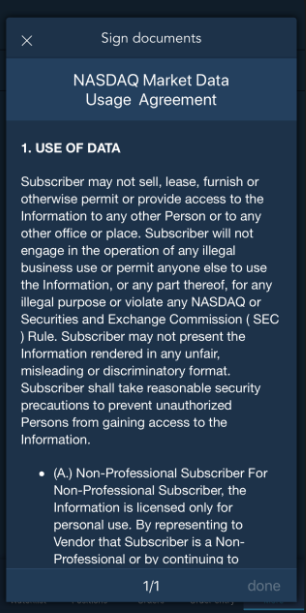 Sign documents
NASDAQ Market Data
Usage Agreement
1. USE OF DATA
Subscriber may not sell, lease, furnish or
otherwise permit or provide access to the
Information to any other Person or to any
other office or place. Subscriber will not
engage in the operation of any illegal
business use or permit anyone else to use
the Information, or any part thereof, for any
illegal purpose or violate any NASDAQ or
Securities and Exchange Commission ( SEC
) Rule. Subscriber may not present the
Information rendered in any unfair,
misleading or discriminatory format.
Subscriber shall take reasonable security
precautions to prevent unauthorized
Persons from gaining access to the
Information.
• (A.) Non-Professional Subscriber For
Non-Professional Subscriber, the
Information is licensed only for
personal use. By representing to
Vendor that Subscriber is a Non-
Professional or by continuing to
1/1
done